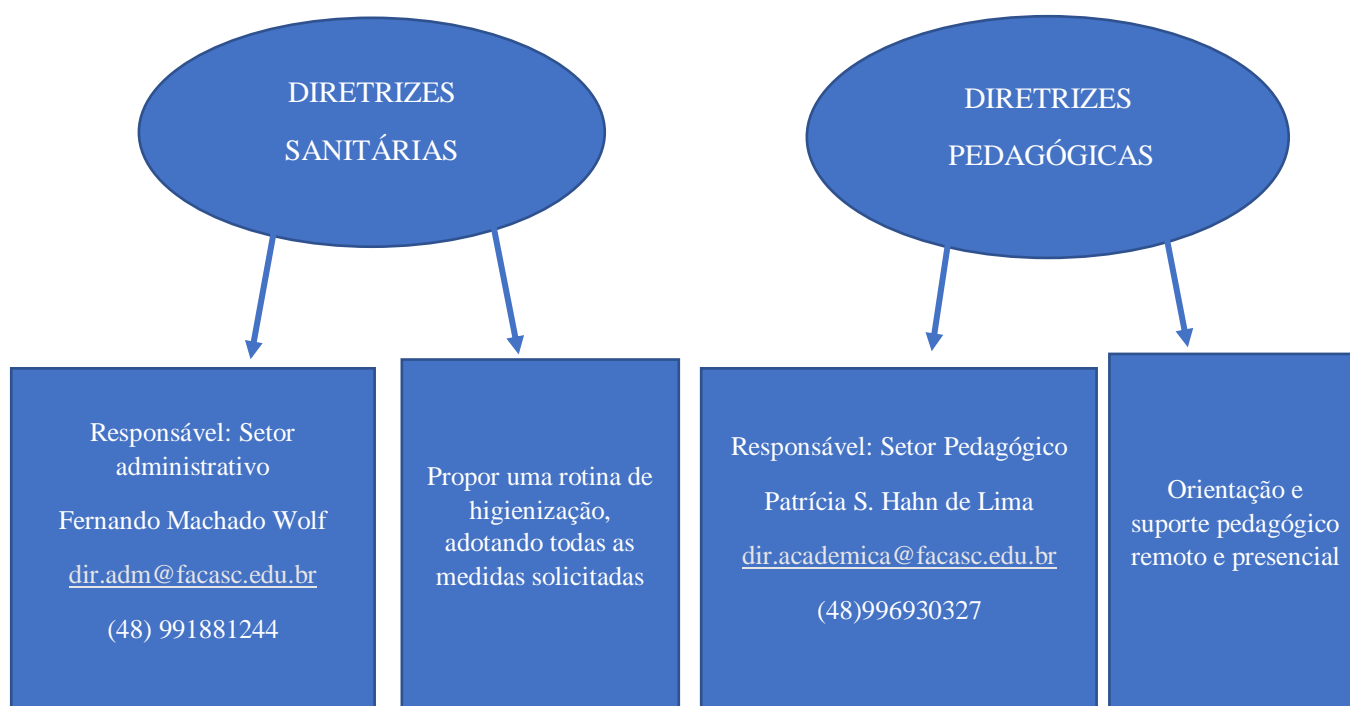 DIRETRIZES
SANITÁRIAS
DIRETRIZES
PEDAGÓGICAS
Responsável: Setor
administrativo
Fernando Machado Wolf
dir.adm@facasc.edu.br
(48) 991881244
Propor uma rotina de
higienização,
adotando todas as
medidas solicitadas
Responsável: Setor Pedagógico
Patrícia S. Hahn de Lima
dir.academica@facasc.edu.br
(48)996930327
Orientação e
suporte pedagógico
remoto e presencial